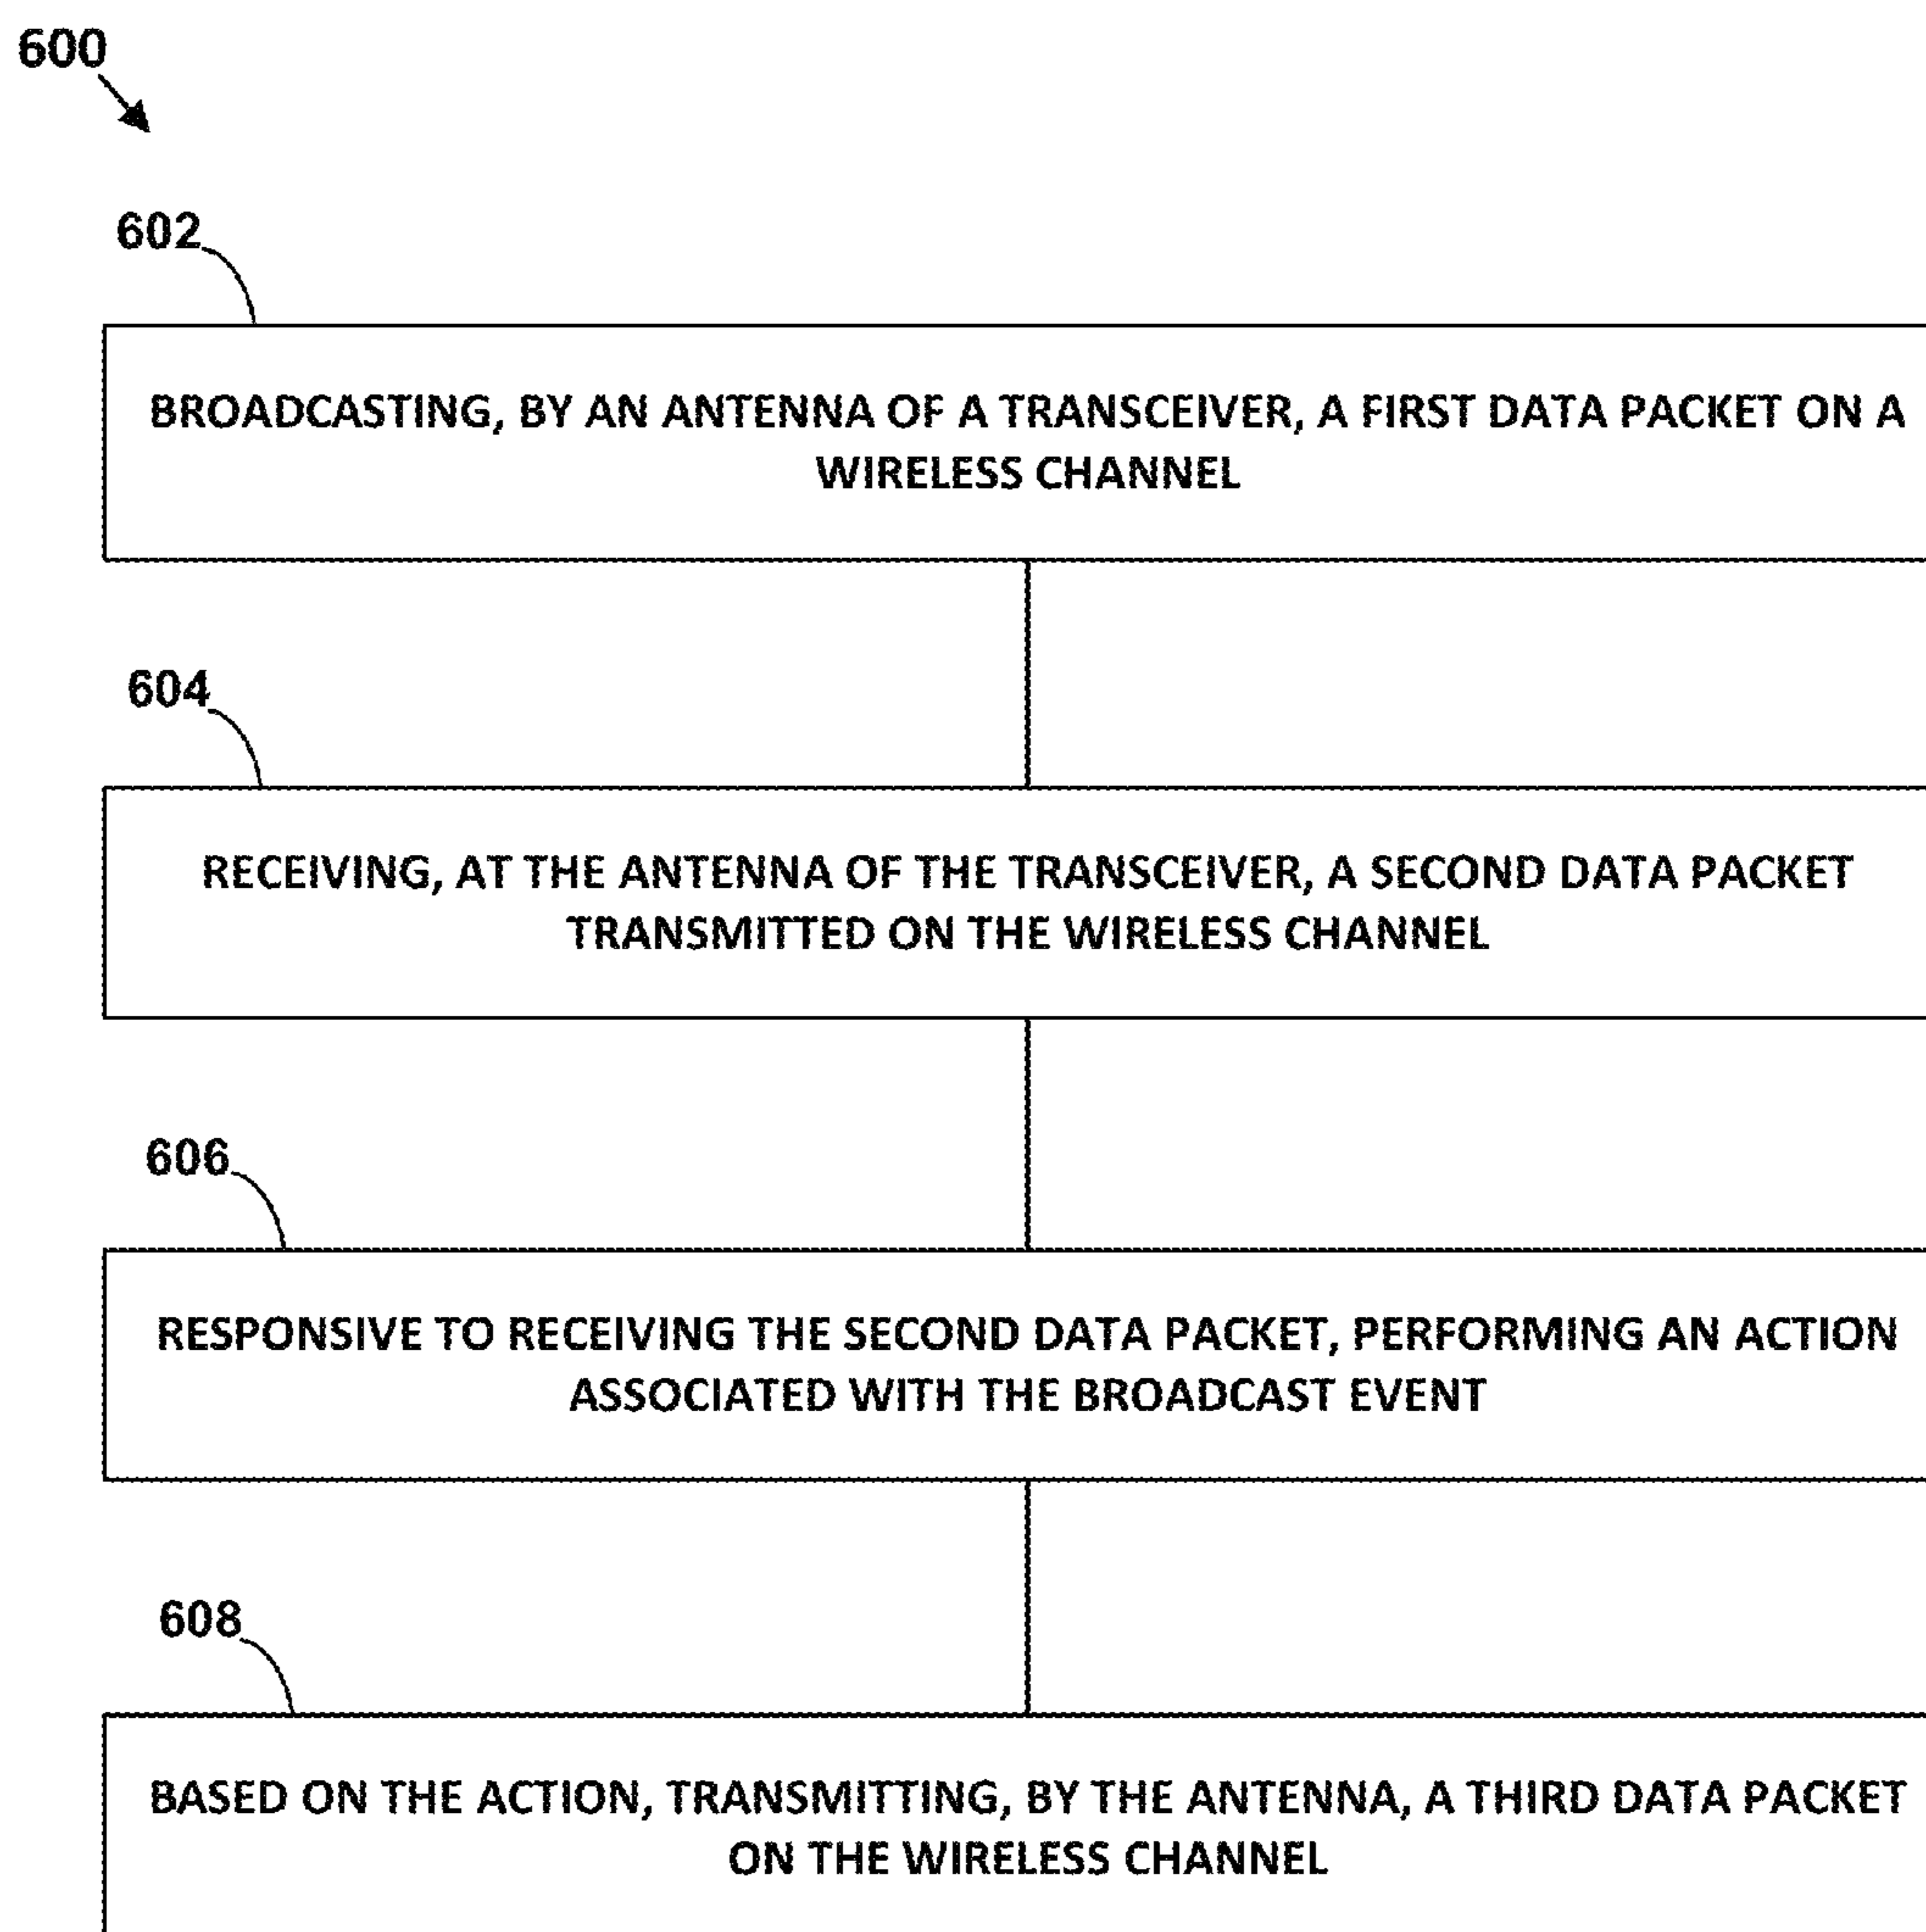 600
602
BROADCASTING, BY AN ANTENNA OF A TRANSCEIVER, A FIRST DATA PACKET ON A
WIRELESS CHANNEL
604
RECEIVING, AT THE ANTENNA OF THE TRANSCEIVER, A SECOND DATA PACKET
TRANSMITTED ON THE WIRELESS CHANNEL
606
RESPONSIVE TO RECEIVING THE SECOND DATA PACKET, PERFORMING AN ACTION
ASSOCIATED WITH THE BROADCAST EVENT
608
BASED ON THE ACTION, TRANSMITTING, BY THE ANTENNA, A THIRD DATA PACKET
ON THE WIRELESS CHANNEL